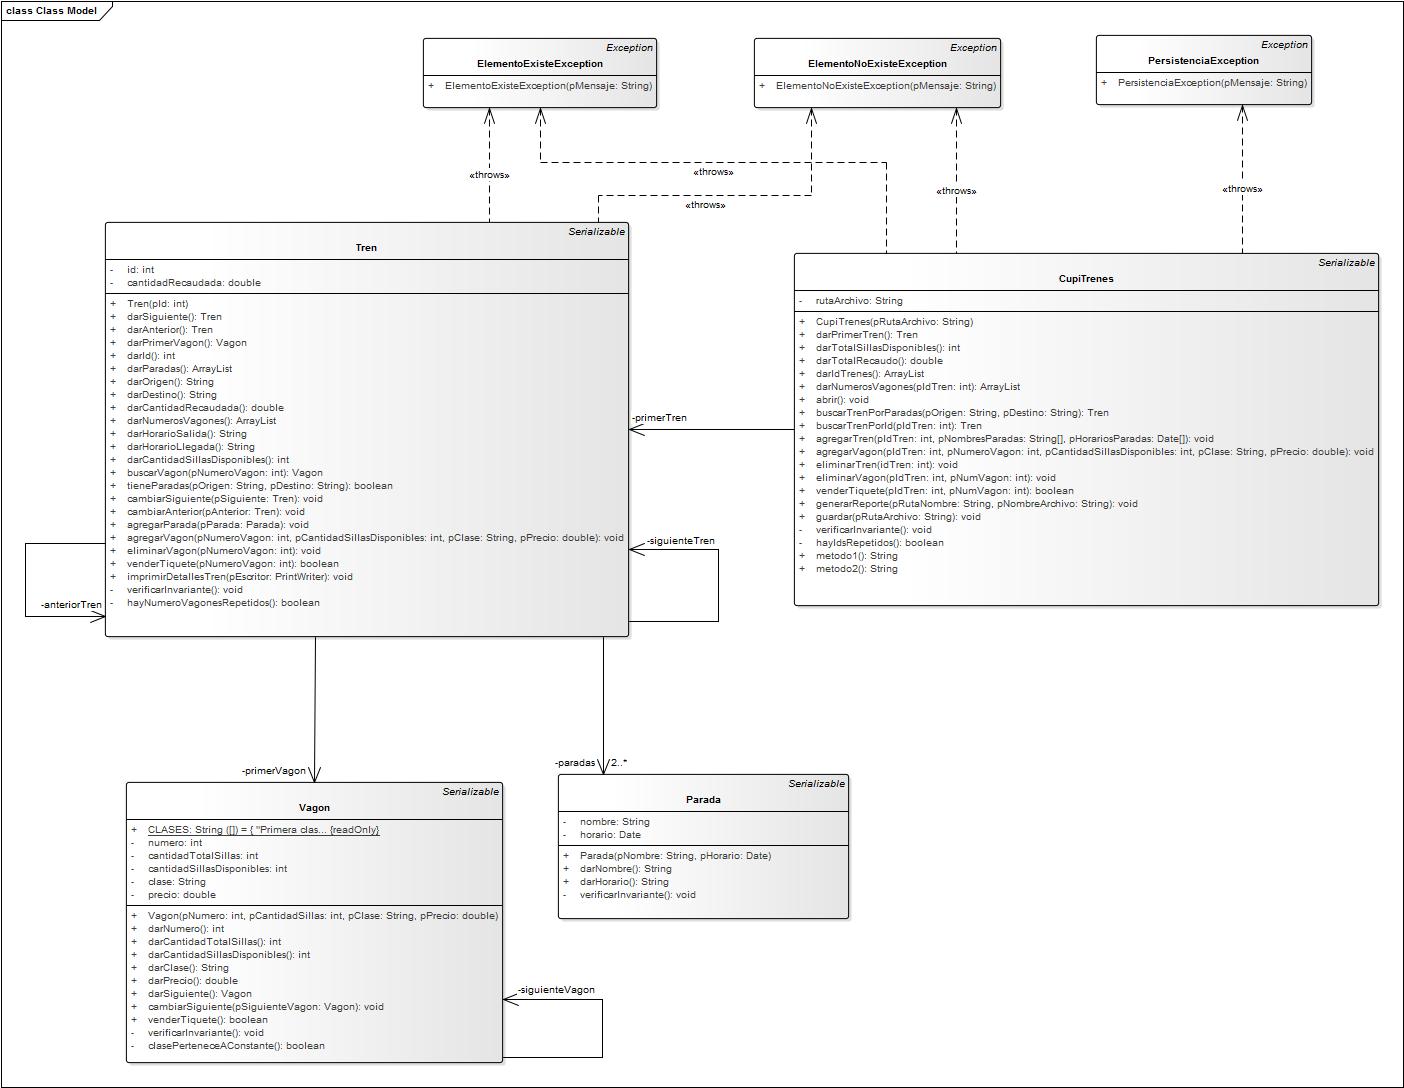 class Class Model
Exception
ElementoExisteException
+ ElementoExisteException(pMensaje: String)
Exception
ElementoNoExisteException
+ ElementoNoExisteException(pMensaje: String)
Exception
PersistenciaException
+ PersistenciaException(pMensaje: String)
«throws»
«throws»
«throws»
«throws»
«throws»
Serializable
Tren
- id: int
- cantidadRecaudada: double
+ Tren(pId: int)
+ darSiguiente(): Tren
+ darAnterior(): Tren
+ darPrimerVagon(): Vagon
+ darId(): int
+ darParadas(): ArrayList
+ darOrigen(): String
+ darDestino(): String
+ darCantidadRecaudada(): double
+ darNumerosVagones(): ArrayList
+ darHorarioSalida(): String
+ darHorarioLlegada(): String
+ darCantidadSillasDisponibles(): int
+ buscarVagon(pNumeroVagon: int): Vagon
+ tieneParadas(pOrigen: String, pDestino: String): boolean
+ cambiarSiguiente(pSiguiente: Tren): void
+ cambiarAnterior(pAnterior: Tren): void
+ agregarParada(pParada: Parada): void
+ agregarVagon(pNumeroVagon: int, pCantidadSillasDisponibles: int, pClase: String, pPrecio: double): void
+ eliminarVagon(pNumeroVagon: int): void
+ venderTiquete(pNumeroVagon: int): boolean
+ imprimirDetallesTren(pEscritor: PrintWriter): void
- verificarInvariante(): void
- hayNumeroVagonesRepetidos(): boolean
Serializable
CupiTrenes
- rutaArchivo: String
+ CupiTrenes(pRutaArchivo: String)
+ darPrimerTren(): Tren
+ darTotalSillasDisponibles(): int
+ darTotalRecaudo(): double
+ darIdTrenes(): ArrayList
+ darNumerosVagones(pIdTren: int): ArrayList
+ abrir(): void
+ buscarTrenPorParadas(pOrigen: String, pDestino: String): Tren
+ buscarTrenPorId(pIdTren: int): Tren
+ agregarTren(pIdTren: int, pNombresParadas: String[], pHorariosParadas: Date[]): void
+ agregarVagon(pIdTren: int, pNumeroVagon: int, pCantidadSillasDisponibles: int, pClase: String, pPrecio: double): void
+ eliminarTren(idTren: int): void
+ eliminarVagon(pIdTren: int, pNumVagon: int): void
+ venderTiquete(pIdTren: int, pNumVagon: int): boolean
+ generarReporte(pRutaNombre: String, pNombreArchivo: String): void
+ guardar(pRutaArchivo: String): void
- verificarInvariante(): void
- hayIdsRepetidos(): boolean
+ metodo1(): String
+ metodo2(): String
-primerTren
-siguienteTren
-anteriorTren
-primerVagon
-paradas 2..*
Serializable
Vagon
+ CLASES: String ([]) = { "Primera clas... {readOnly}
- numero: int
- cantidadTotalSillas: int
- cantidadSillasDisponibles: int
- clase: String
- precio: double
+ Vagon(pNumero: int, pCantidadSillas: int, pClase: String, pPrecio: double)
+ darNumero(): int
+ darCantidadTotalSillas(): int
+ darCantidadSillasDisponibles(): int
+ darClase(): String
+ darPrecio(): double
+ darSiguiente(): Vagon
+ cambiarSiguiente(pSiguienteVagon: Vagon): void
+ venderTiquete(): boolean
- verificarInvariante(): void
- clasePerteneceAConstante(): boolean
-siguienteVagon
Serializable
Parada
- nombre: String
- horario: Date
+ Parada(pNombre: String, pHorario: Date)
+ darNombre(): String
+ darHorario(): String
- verificarInvariante(): void